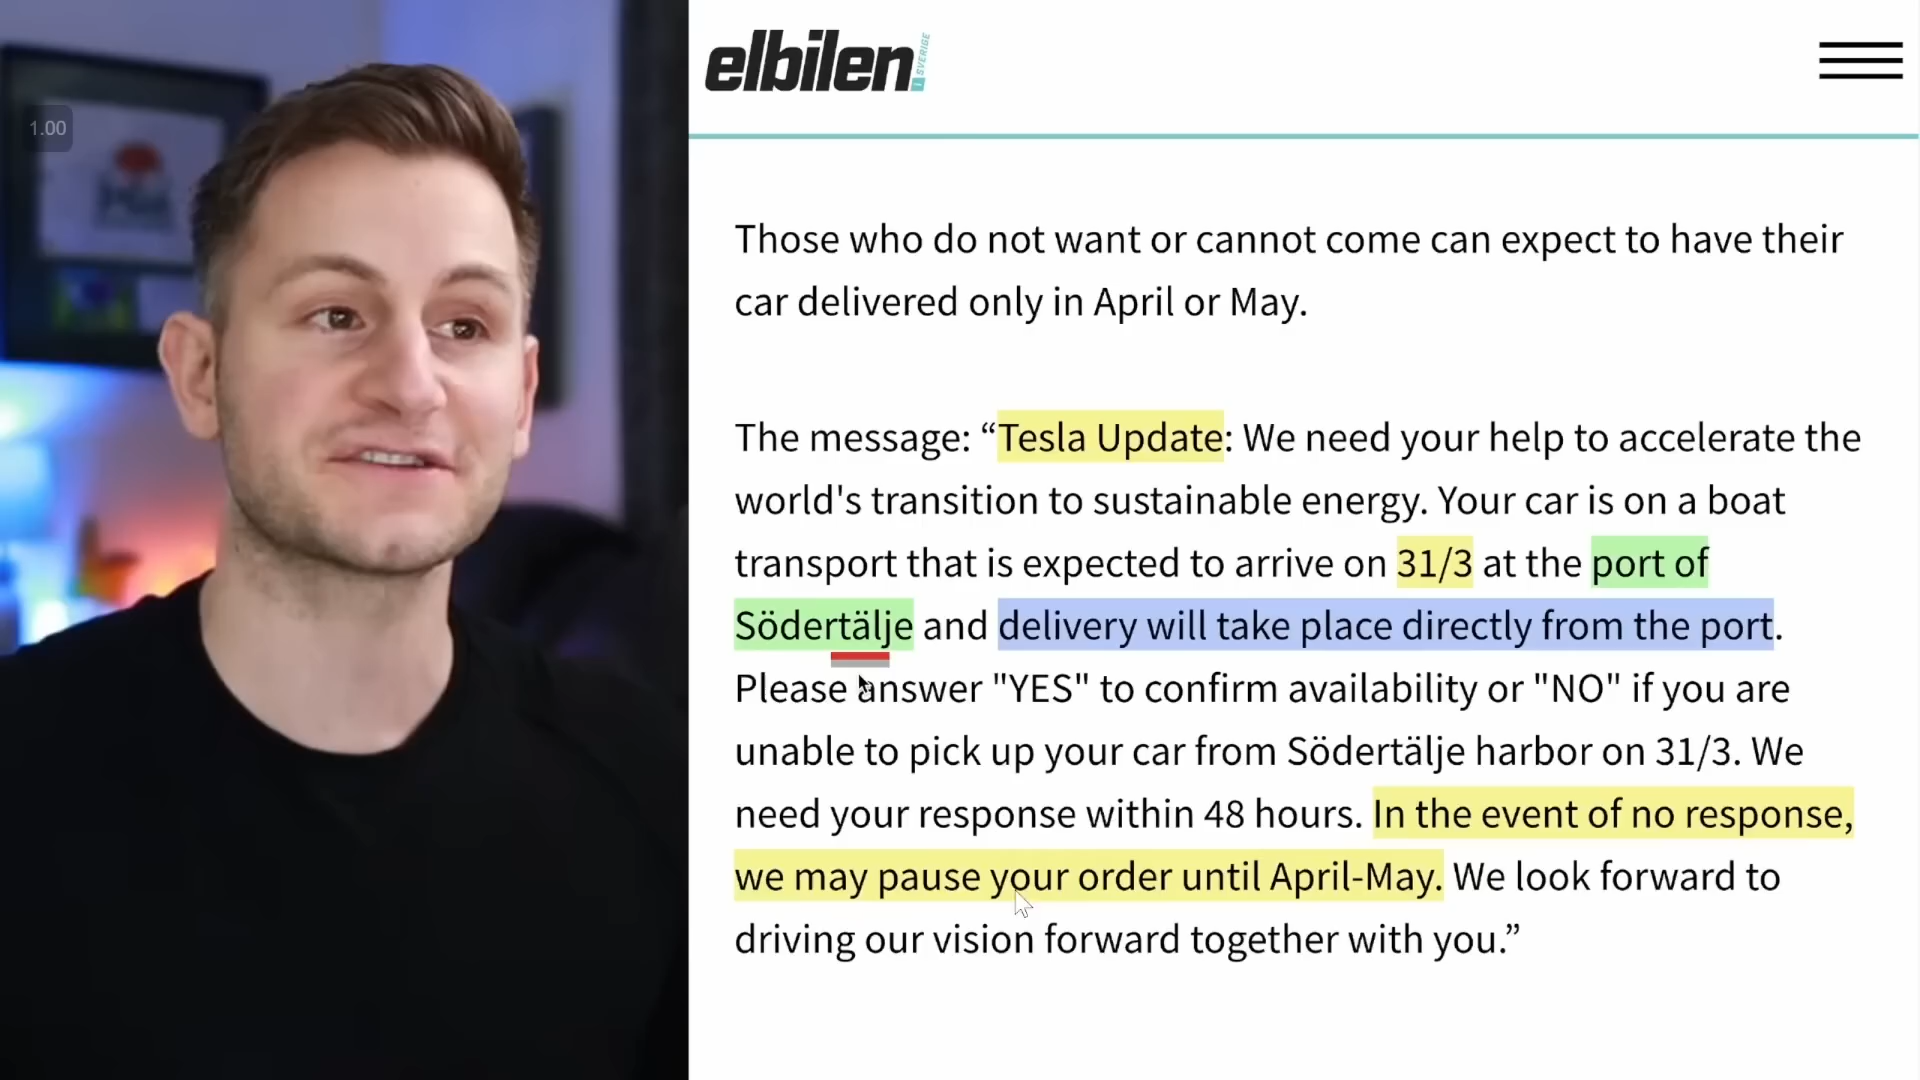 1.00
elbilen
i SVERIGE
Those who do not want or cannot come can expect to have their
car delivered only in April or May.
The message: “Tesla Update: We need your help to accelerate the
world's transition to sustainable energy. Your car is on a boat
transport that is expected to arrive on 31/3 at the port of
Södertälje and delivery will take place directly from the port.
Please answer "YES" to confirm availability or "NO" if you are
unable to pick up your car from Södertälje harbor on 31/3. We
need your response within 48 hours. In the event of no response,
we may pause your order until April-May. We look forward to
driving our vision forward together with you.”